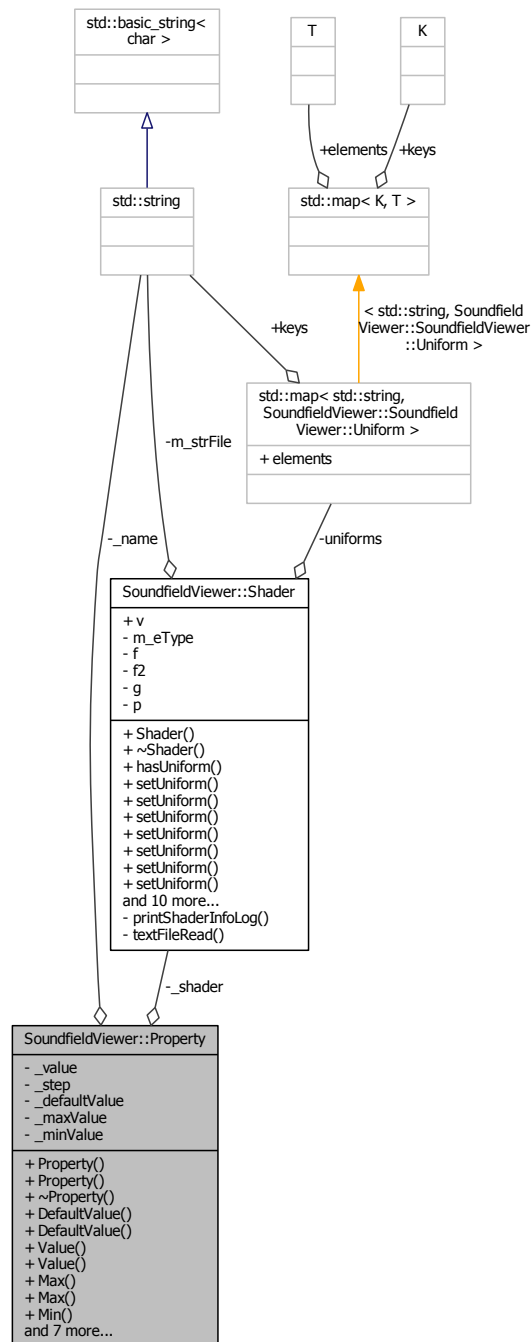 std::basic_string<
char >
T
K
+elements
+keys
std::string
std::map< K, T >
< std::string, Soundfield
Viewer::SoundfieldViewer
::Uniform >
+keys
std::map< std::string,
SoundfieldViewer::Soundfield
Viewer::Uniform >
+ elements
-m_strFile
-_name
-uniforms
SoundfieldViewer::Shader
+ v
- m_eType
- f
- f2
- g
- p
+ Shader()
+ ~Shader()
+ hasUniform()
+ setUniform()
+ setUniform()
+ setUniform()
+ setUniform()
+ setUniform()
+ setUniform()
+ setUniform()
and 10 more...
- printShaderInfoLog()
- textFileRead()
-_shader
SoundfieldViewer::Property
- _value
- _step
- _defaultValue
- _maxValue
- _minValue
+ Property()
+ Property()
+ ~Property()
+ DefaultValue()
+ DefaultValue()
+ Value()
+ Value()
+ Max()
+ Max()
+ Min()
and 7 more...